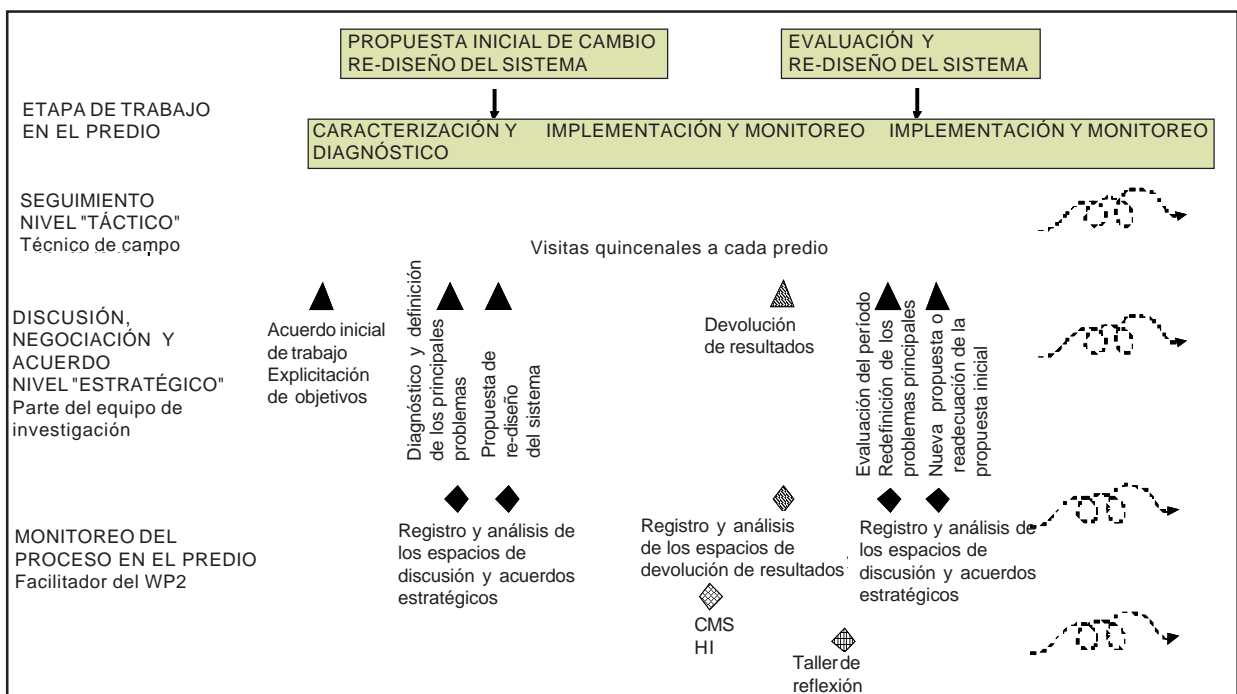 PROPUESTA INICIAL DE CAMBIO
RE-DISEÑO DEL SISTEMA
EVALUACIÓN Y
RE-DISEÑO DEL SISTEMA
ETAPA DE TRABAJO
EN EL PREDIO
CARACTERIZACIÓN Y
DIAGNÓSTICO
IMPLEMENTACIÓN Y MONITOREO
IMPLEMENTACIÓN Y MONITOREO
SEGUIMIENTO
NIVEL "TÁCTICO"
Técnico de campo
Visitas quincenales a cada predio
DISCUSIÓN,
NEGOCIACIÓN Y
ACUERDO
NIVEL "ESTRATÉGICO"
Parte del equipo de
investigación
Acuerdo inicial
de trabajo
Explicitación
de objetivos
Diagnóstico y definición
de los principales
problemas
Propuesta de
re-diseño
del sistema
Devolución
de resultados
Evaluación del período
Redefinición de los
problemas principales
Nueva propuesta o
readecuación de la
propuesta inicial
MONITOREO DEL
PROCESO EN EL PREDIO
Facilitador del WP2
Registro y análisis de
los espacios de
discusión y acuerdos
estratégicos
Registro y análisis
de los espacios de
devolución de resultados
Registro y análisis de
los espacios de
discusión y acuerdos
estratégicos
CMS
HI
Taller de
reflexión